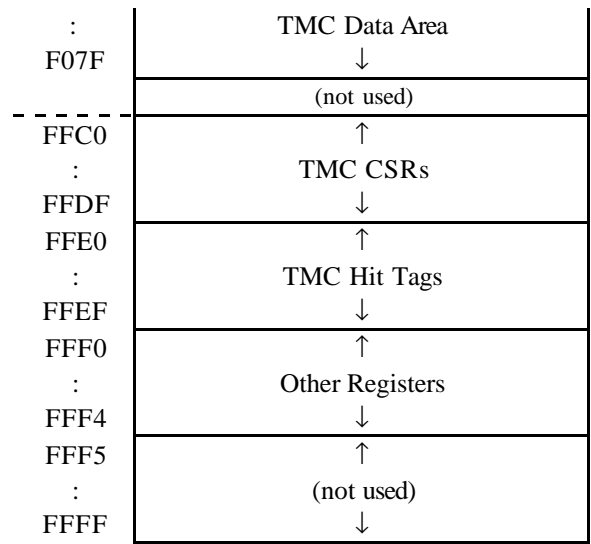 : TMC Data Area
F07F ↓
(not used)
FFC0 ↑
: TMC CSRs
FFDF ↓
FFE0 ↑
: TMC Hit Tags
FFEF ↓
FFF0 ↑
: Other Registers
FFF4 ↓
FFF5 ↑
: (not used)
FFFF ↓